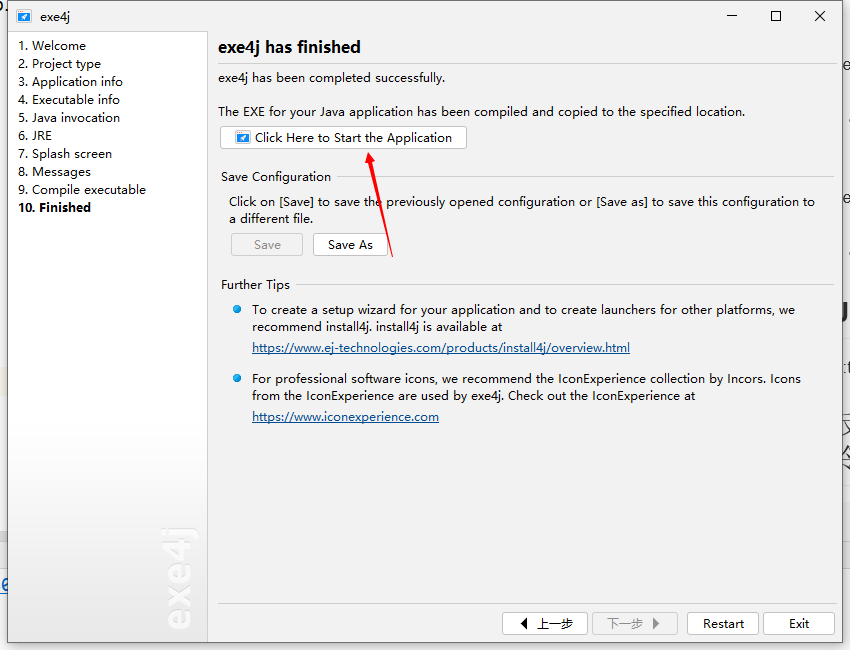 exe4j
1. Welcome
2. Project type
3. Application info
4. Executable info
5. Java invocation
6. JRE
7. Splash screen
8. Messages
9. Compile executable
10. Finished
exe4j
exe4j has finished
exe4j has been completed successfully.
The EXE for your Java application has been compiled and copied to the specified location.
Click Here to Start the Application
Save Configuration
Click on [Save] to save the previously opened configuration or [Save as] to save this configuration to
a different file.
Save
Save As
Further Tips
To create a setup wizard for your application and to create launchers for other platforms, we
recommend install4j. install4j is available at
https://www.ej-technologies.com/products/install4j/overview.html
For professional software icons, we recommend the IconExperience collection by Incors. Icons
from the IconExperience are used by exe4j. Check out the IconExperience at
https://www.iconexperience.com
上一步
下一步
Restart
Exit